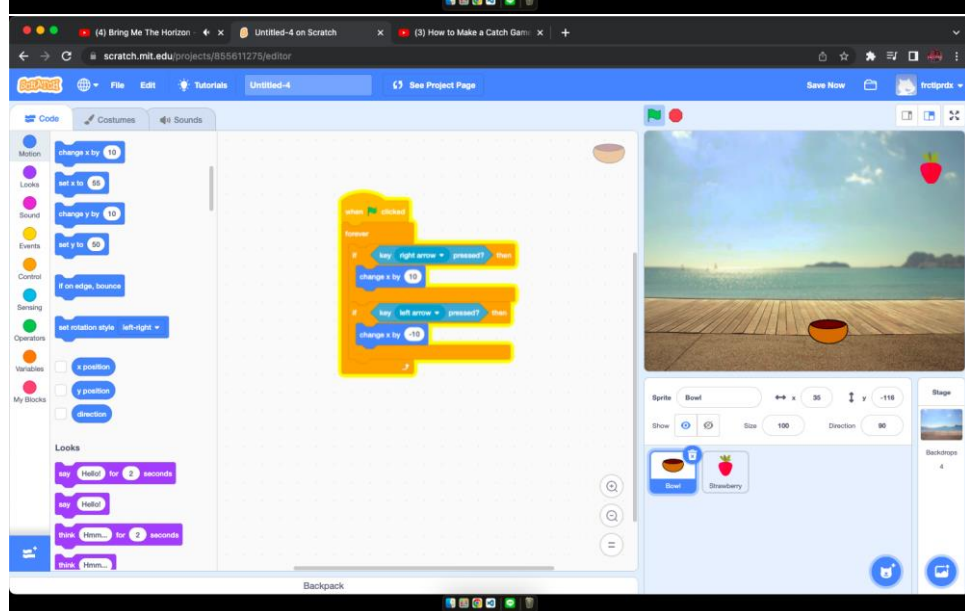 (4) Bring Me The Horizon
Untitled-4 on Scratch
(3) How to Make a Catch Gam
scratch.mit.edu/projects/855611275/editor
SCRATCH
File
Edit
Tutorials
Untitled-4
See Project Page
Save Now
frctlprdx
Code
Costumes
Sounds
Motion
Looks
Sound
Events
Control
Sensing
Operators
Variables
My Blocks
change x by 10
set x to 55
change y by 10
set y to 50
if on edge, bounce
set rotation style left-right
x position
y position
direction
Looks
say Hello! for 2 seconds
say Hello!
think Hmm... for 2 seconds
think Hmm...
when clicked
forever
if key right arrow pressed? then
change x by 10
if key left arrow pressed? then
change x by -10
Backpack
Sprite Bowl x 35 y -116
Show Size 100 Direction 90
Bowl
Strawberry
Stage
Backdrops
4